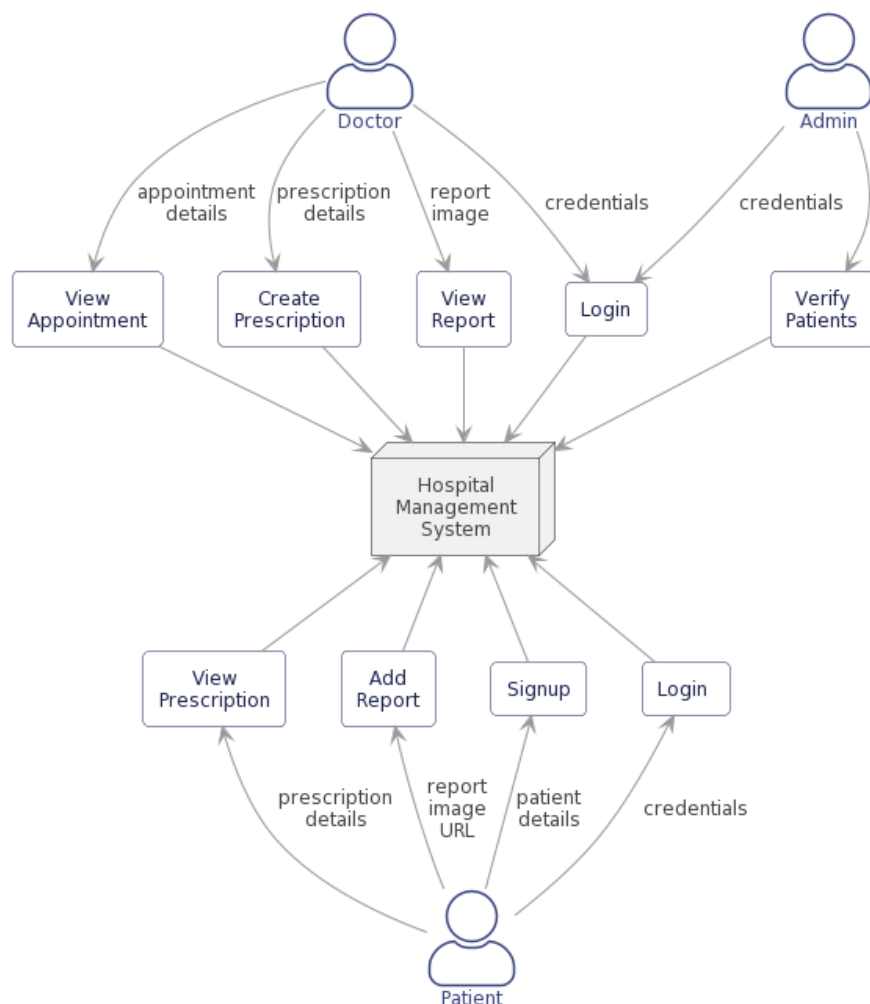 Doctor
Admin
appointment
details
prescription
details
report
image
credentials
credentials
View
Appointment
Create
Prescription
View
Report
Login
Verify
Patients
Hospital
Management
System
View
Prescription
Add
Report
Signup
Login
prescription
details
report
image
URL
patient
details
credentials
Patient